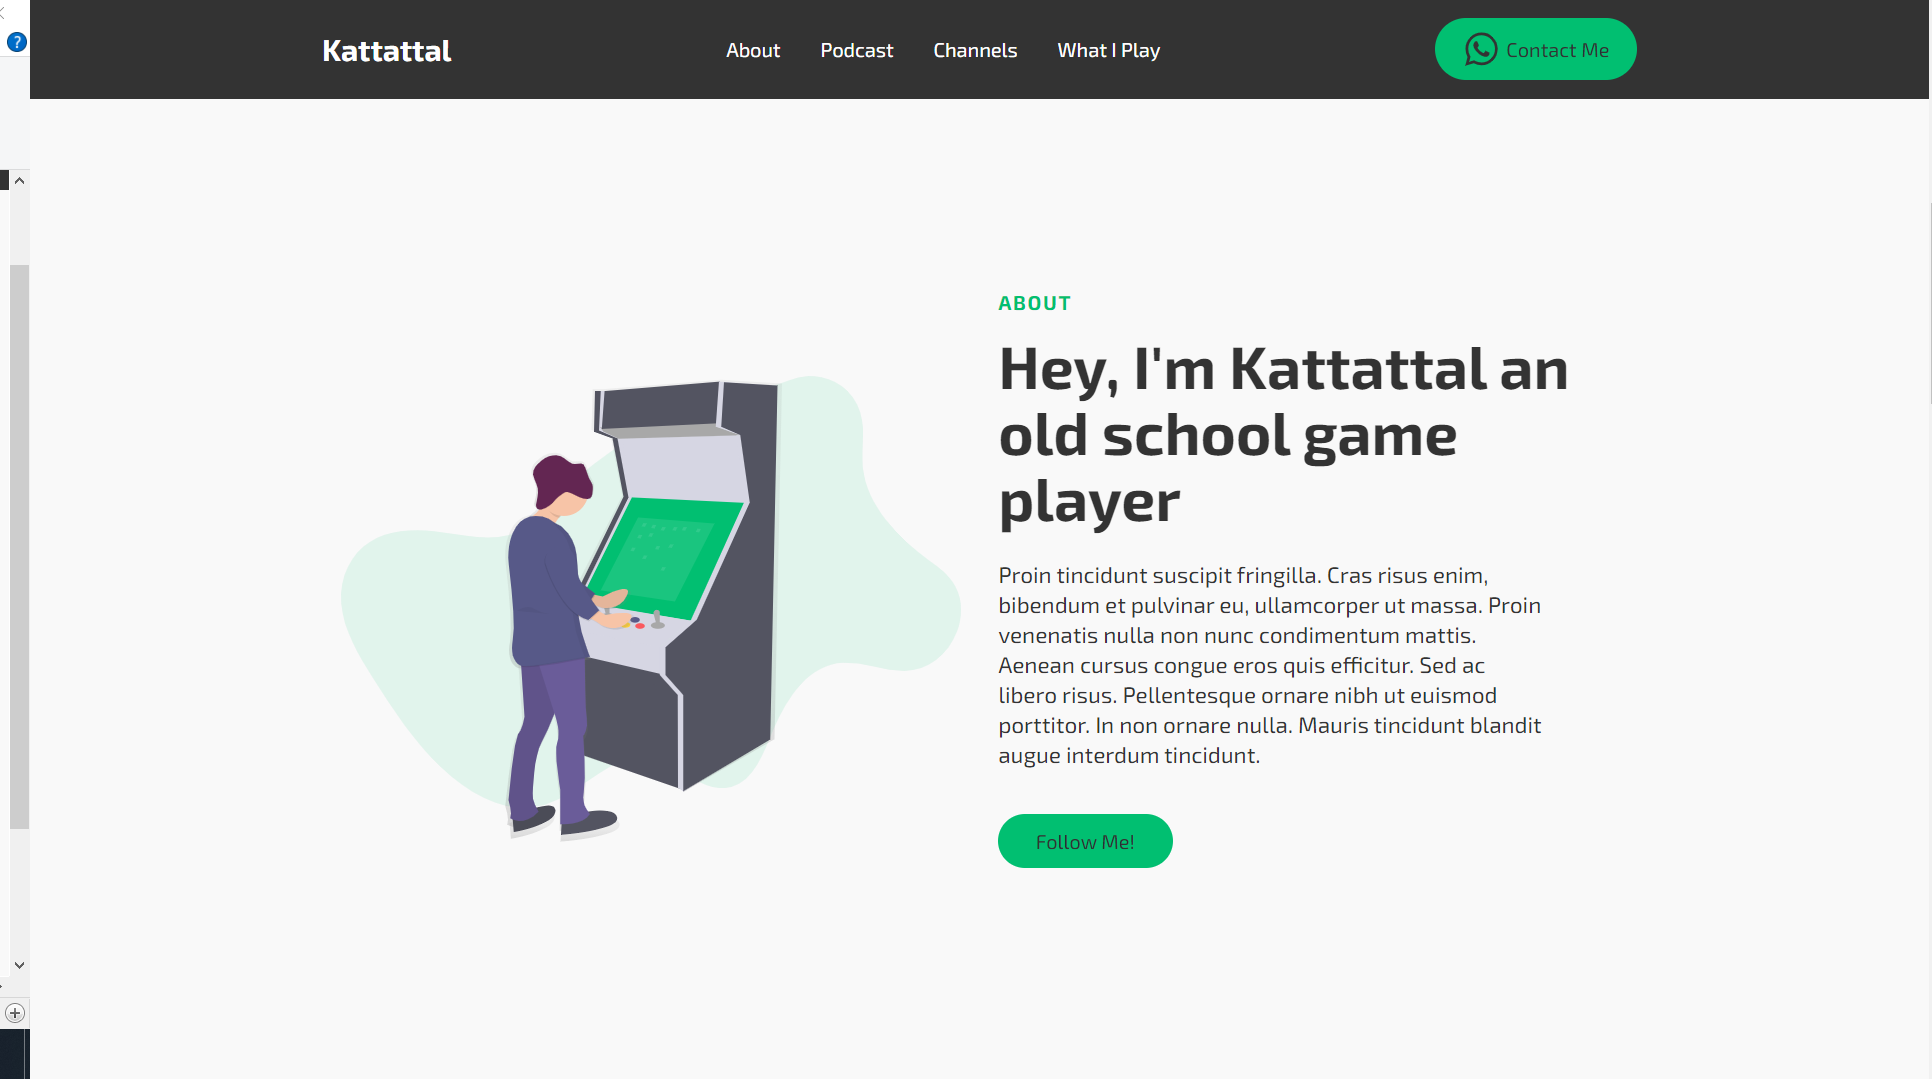 Kattattal
About
Podcast
Channels
What I Play
Contact Me
ABOUT
Hey, I'm Kattattal an
old school game
player
Proin tincidunt suscipit fringilla. Cras risus enim,
bibendum et pulvinar eu, ullamcorper ut massa. Proin
venenatis nulla non nunc condimentum mattis.
Aenean cursus congue eros quis efficitur. Sed ac
libero risus. Pellentesque ornare nibh ut euismod
porttitor. In non ornare nulla. Mauris tincidunt blandit
augue interdum tincidunt.
Follow Me!